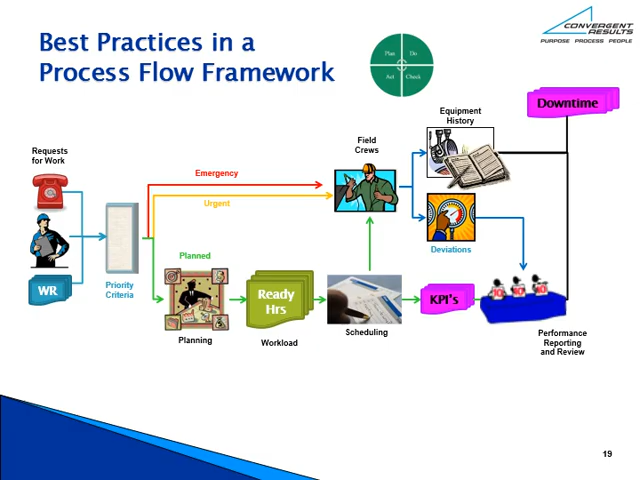 Best Practices in a
Process Flow Framework
Plan
Do
Act
Check
CONVERGENT
RESULTS
PURPOSE PROCESS PEOPLE
Downtime
Equipment
History
Field
Crews
Requests
for Work
Emergency
Urgent
Planned
Deviations
WR
Priority
Criteria
Ready
Hrs
KPI's
Planning
Workload
Scheduling
Performance
Reporting
and Review
19